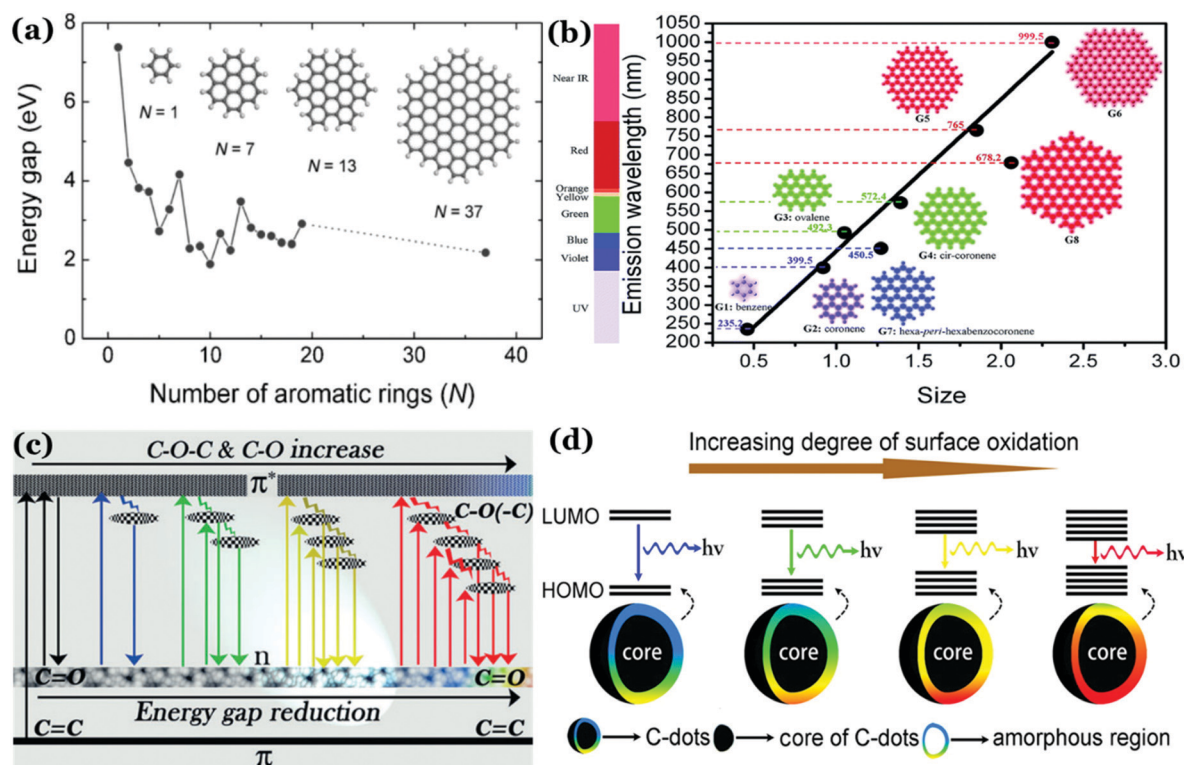 (a)
Energy gap (eV)
8
6
4
2
0
N = 1
N = 7
N = 13
N = 37
0
10
20
30
40
Number of aromatic rings (N)
(b)
Near IR
Red
Orange
Yellow
Green
Blue
Violet
UV
Emission wavelength (nm)
1050
1000
950
900
850
800
750
700
650
600
550
500
450
400
350
300
250
200
999.5
765
678.2
572.4
492.3
450.5
399.5
235.2
G5
G6
G3: ovalene
G4: cir-coronene
G8
G1: benzene
G2: coronene
G7: hexa-peri-hexabenzocoronene
0.5
1.0
1.5
2.0
2.5
3.0
Size
(c)
C-O-C & C-O increase
π*
C-O(-C)
n
C=O
C=O
Energy gap reduction
C=C
C=C
π
(d)
Increasing degree of surface oxidation
LUMO
hν
hν
hν
hν
HOMO
core
core
core
core
C-dots
core of C-dots
amorphous region